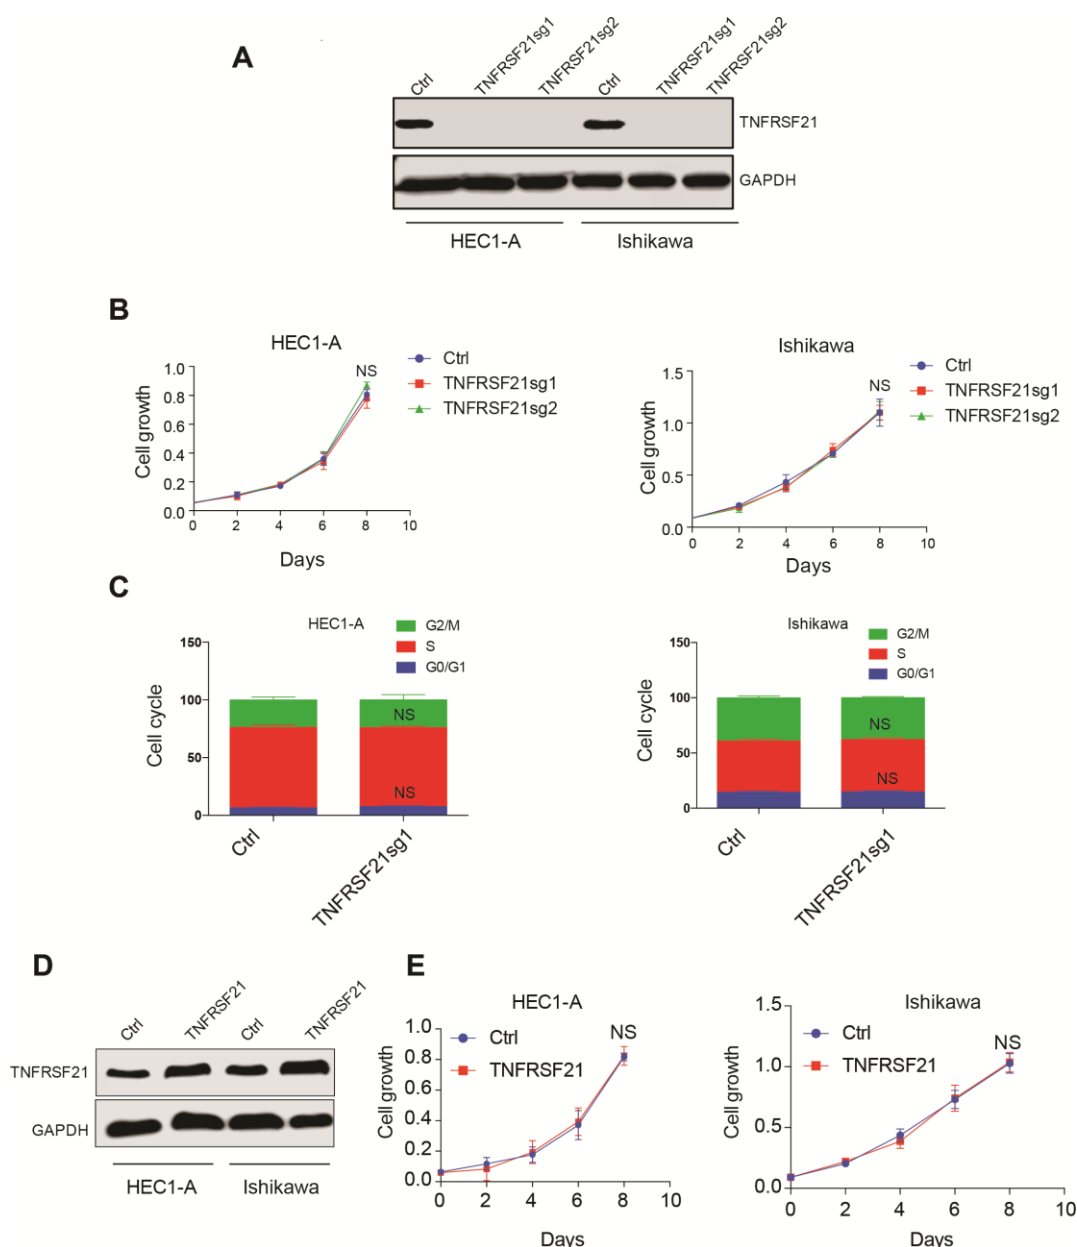 A
Ctrl TNFRSF21sg1 TNFRSF21sg2 Ctrl TNFRSF21sg1 TNFRSF21sg2
TNFRSF21
GAPDH
HEC1-A Ishikawa
B
HEC1-A
Ctrl
TNFRSF21sg1
TNFRSF21sg2
NS
Cell growth
1.0
0.8
0.6
0.4
0.2
0.0
0 2 4 6 8 10
Days
Ishikawa
Ctrl
TNFRSF21sg1
TNFRSF21sg2
NS
Cell growth
1.5
1.0
0.5
0.0
0 2 4 6 8 10
Days
C
HEC1-A
G2/M
S
G0/G1
Cell cycle
150
100
50
0
NS
NS
Ctrl
TNFRSF21sg1
Ishikawa
G2/M
S
G0/G1
Cell cycle
150
100
50
0
NS
NS
Ctrl
TNFRSF21sg1
D
Ctrl TNFRSF21 Ctrl TNFRSF21
TNFRSF21
GAPDH
HEC1-A Ishikawa
E
HEC1-A
Ctrl
TNFRSF21
NS
Cell growth
1.0
0.8
0.6
0.4
0.2
0.0
0 2 4 6 8 10
Days
Ishikawa
Ctrl
TNFRSF21
NS
Cell growth
1.5
1.0
0.5
0.0
0 2 4 6 8 10
Days